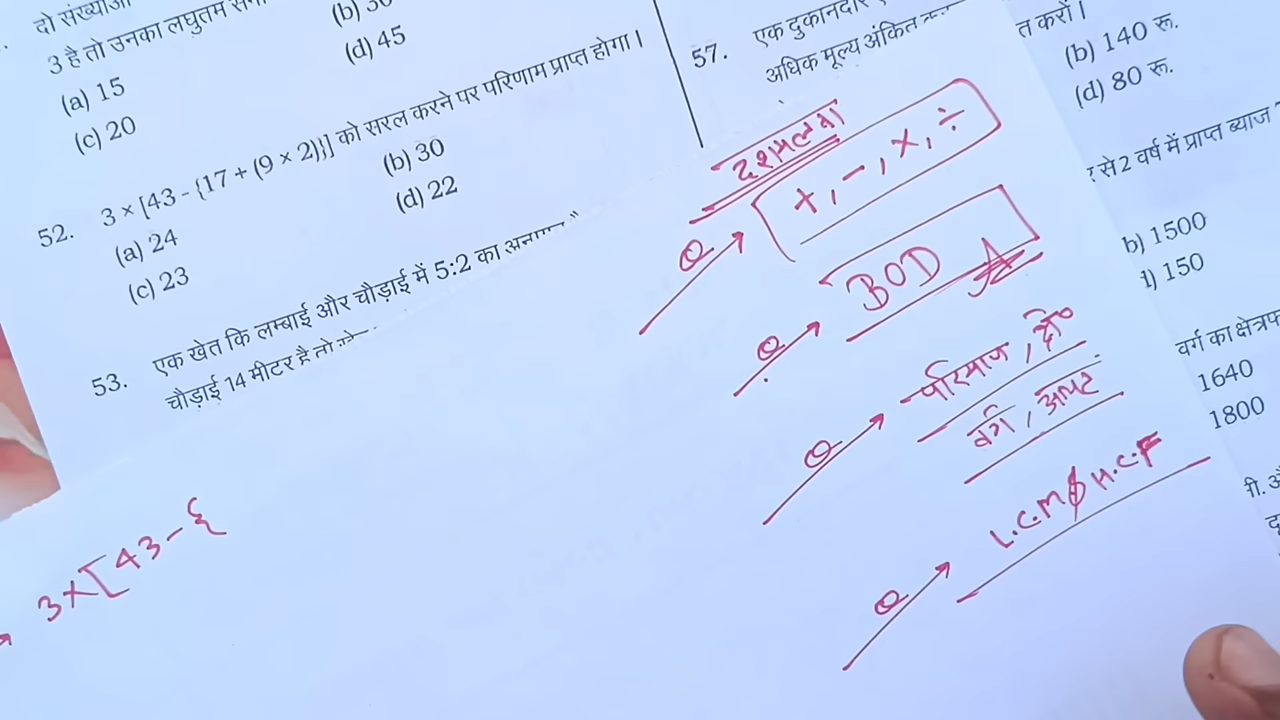 दो संख्याओं
3 है तो उनका लघुतम
(a) 15
(d) 45
(c) 20
52. 3 × [43 - {17 + (9 × 2)}] को सरल करने पर परिणाम प्राप्त होगा।
(a) 24
(b) 30
(c) 23
(d) 22
53. एक खेत कि लम्बाई और चौड़ाई में 5:2 का
चौड़ाई 14 मीटर है तो
57. एक दुकानदार
अधिक मूल्य अंकित
करों।
(b) 140 रू.
(d) 80 रू.
से 2 वर्ष में प्राप्त ब्याज
b) 1500
150
वर्ग का क्षेत्रफ
1640
1800
दशमलव
Q → +, -, ×, ÷
Q → BOD
Q → परिमाप, क्षे०
वर्ग, आयत
Q → L.C.M H.C.F
3×[43-{